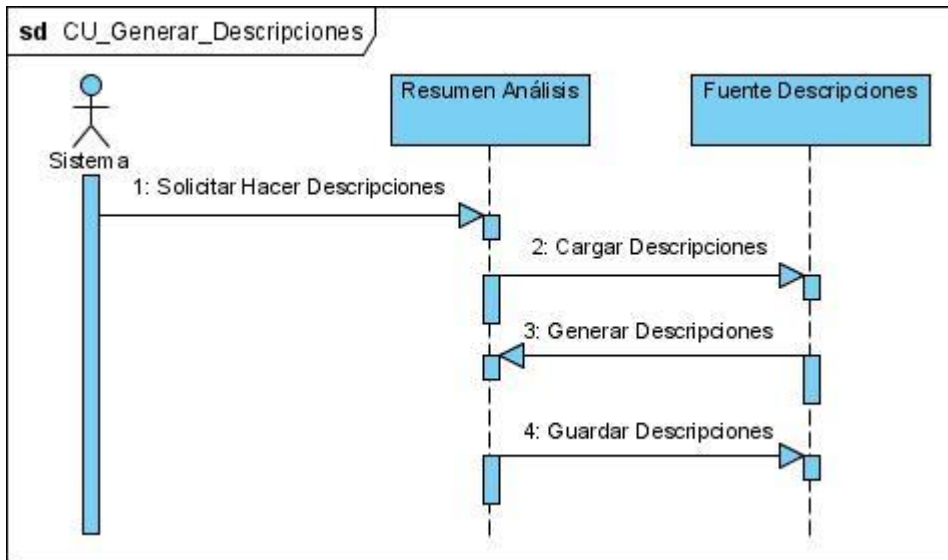 sd CU_Generar_Descripciones
Resumen Análisis
Fuente Descripciones
Sistema
1: Solicitar Hacer Descripciones
2: Cargar Descripciones
3: Generar Descripciones
4: Guardar Descripciones